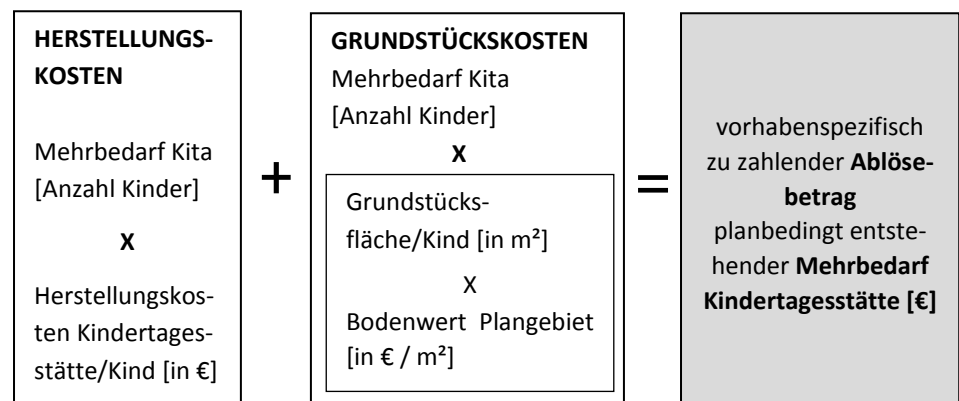 HERSTELLUNGS-
KOSTEN
Mehrbedarf Kita
[Anzahl Kinder]
X
Herstellungskos-
ten Kindertages-
stätte/Kind [in €]
+
GRUNDSTÜCKSKOSTEN
Mehrbedarf Kita
[Anzahl Kinder]
X
Grundstücks-
fläche/Kind [in m²]
X
Bodenwert Plangebiet
[in € / m²]
=
vorhabenspezifisch
zu zahlender Ablöse-
betrag
planbedingt entste-
hender Mehrbedarf
Kindertagesstätte [€]